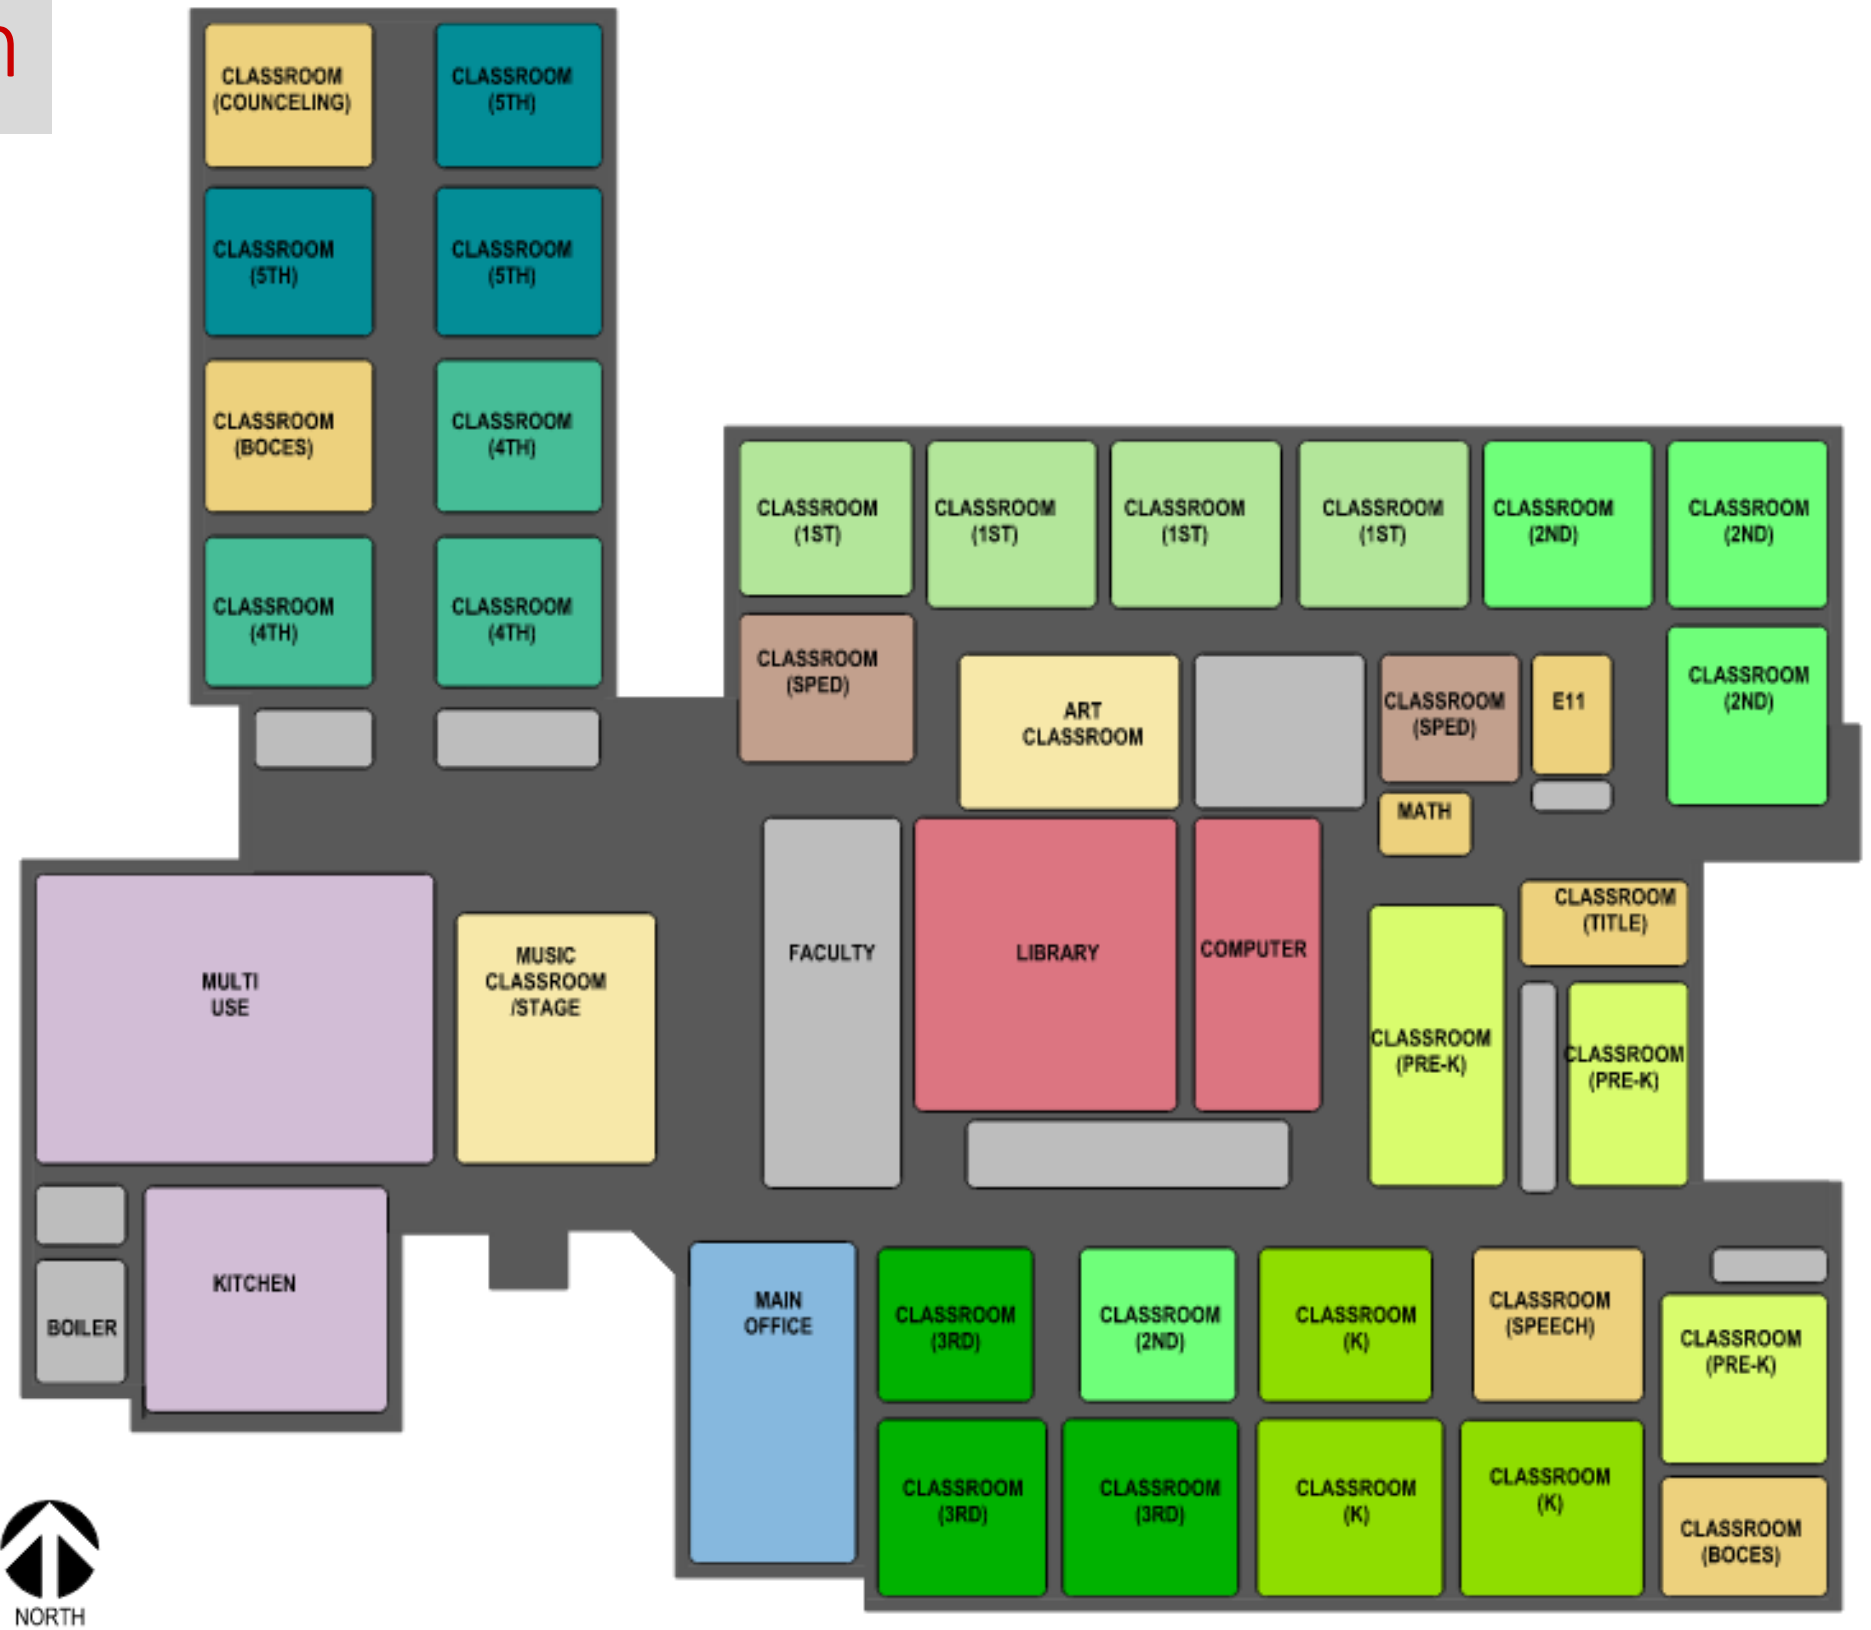 CLASSROOM
(COUNCELING)
CLASSROOM
(5TH)
CLASSROOM
(5TH)
CLASSROOM
(5TH)
CLASSROOM
(BOCES)
CLASSROOM
(4TH)
CLASSROOM
(4TH)
CLASSROOM
(4TH)
CLASSROOM
(1ST)
CLASSROOM
(1ST)
CLASSROOM
(1ST)
CLASSROOM
(1ST)
CLASSROOM
(2ND)
CLASSROOM
(2ND)
CLASSROOM
(SPED)
ART
CLASSROOM
CLASSROOM
(SPED)
E11
CLASSROOM
(2ND)
MATH
MULTI
USE
MUSIC
CLASSROOM
/STAGE
FACULTY
LIBRARY
COMPUTER
CLASSROOM
(TITLE)
CLASSROOM
(PRE-K)
CLASSROOM
(PRE-K)
KITCHEN
BOILER
MAIN
OFFICE
CLASSROOM
(3RD)
CLASSROOM
(2ND)
CLASSROOM
(K)
CLASSROOM
(SPEECH)
CLASSROOM
(PRE-K)
CLASSROOM
(3RD)
CLASSROOM
(3RD)
CLASSROOM
(K)
CLASSROOM
(K)
CLASSROOM
(BOCES)
NORTH